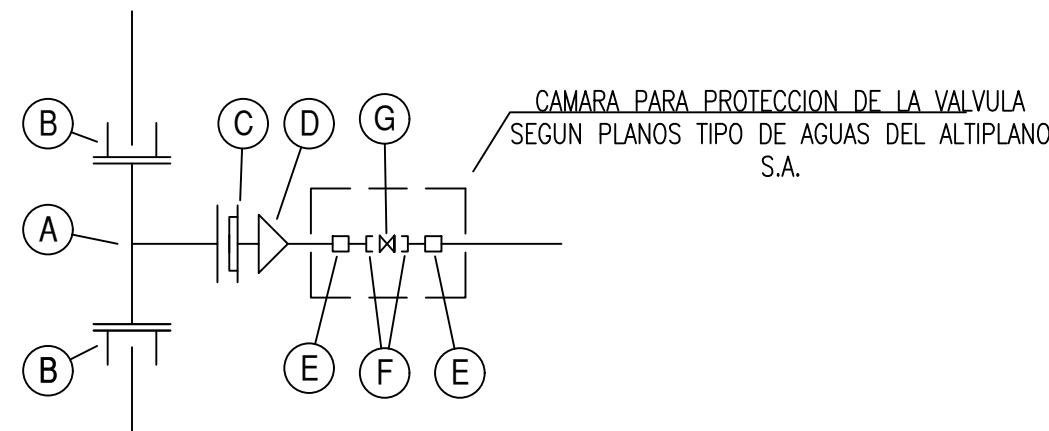 CAMARA PARA PROTECCION DE LA VALVULA
SEGUN PLANOS TIPO DE AGUAS DEL ALTIPLANO
S.A.
B
C
D
G
A
B
E
F
E